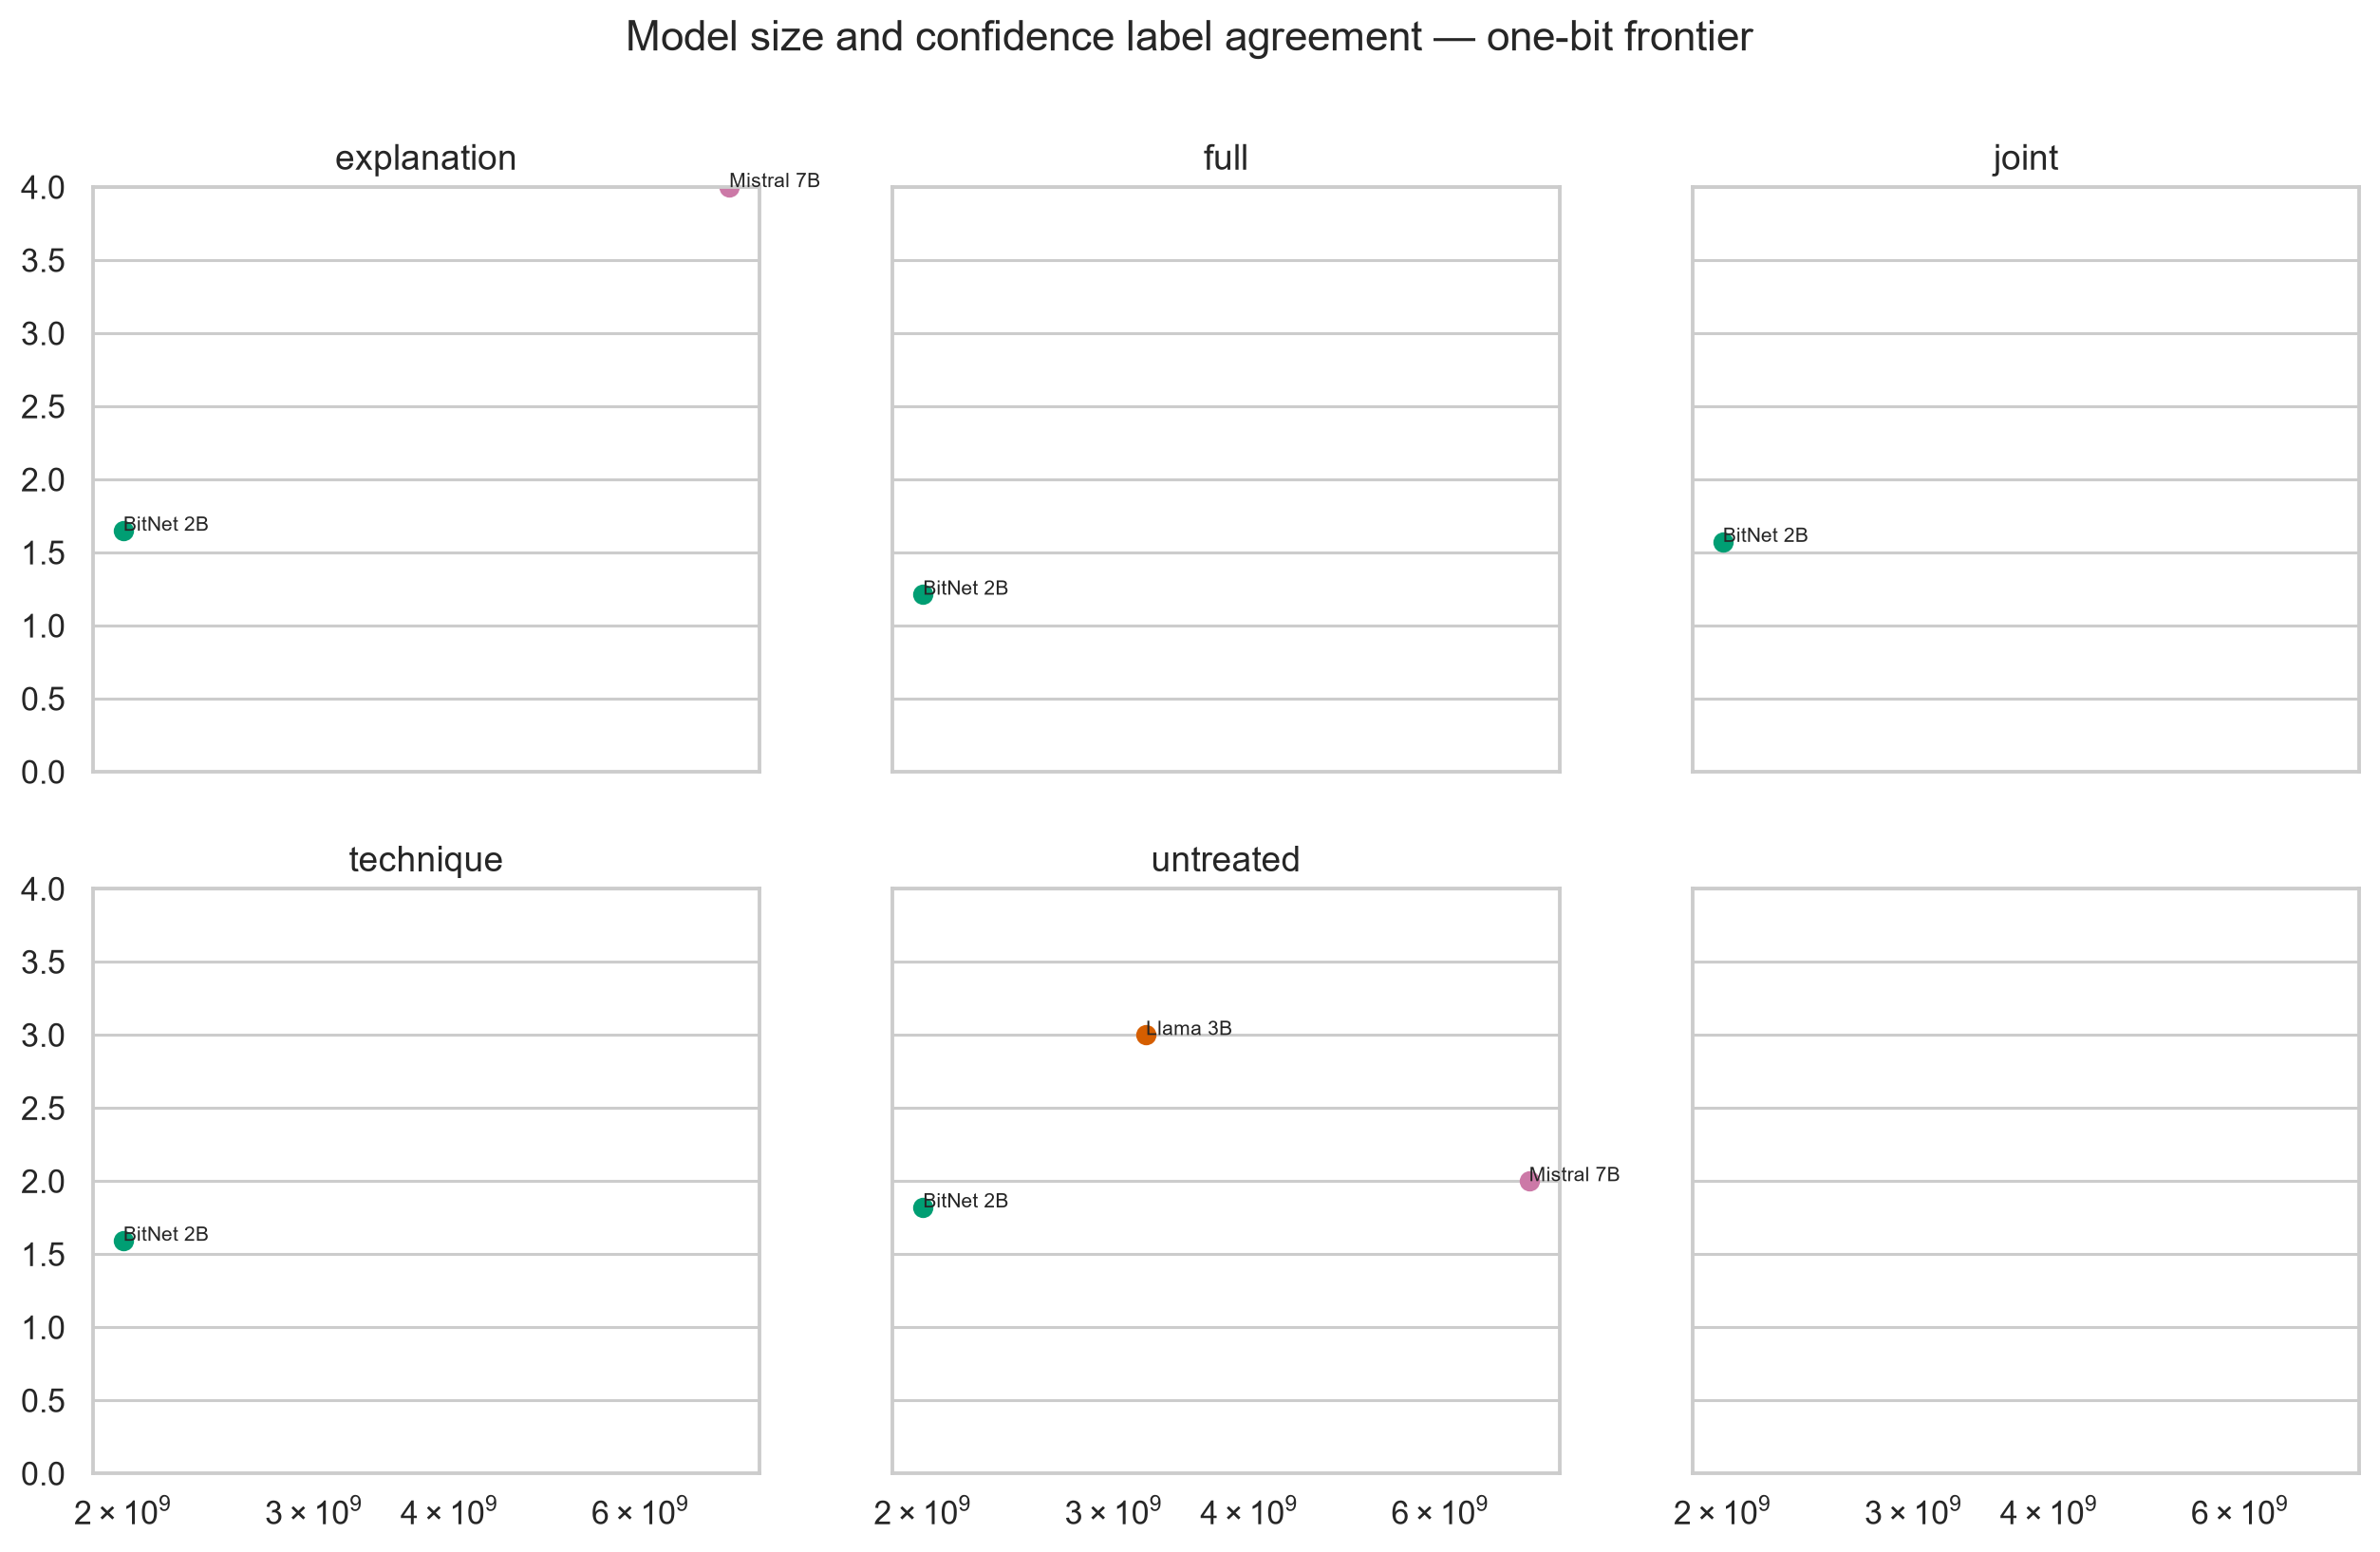 Model size and confidence label agreement — one-bit frontier
explanation
full
joint
4.0
3.5
3.0
2.5
2.0
1.5
1.0
0.5
0.0
Mistral 7B
BitNet 2B
BitNet 2B
BitNet 2B
technique
untreated
4.0
3.5
3.0
2.5
2.0
1.5
1.0
0.5
0.0
BitNet 2B
Llama 3B
Mistral 7B
BitNet 2B
2 × 10⁹ 3 × 10⁹ 4 × 10⁹ 6 × 10⁹
2 × 10⁹ 3 × 10⁹ 4 × 10⁹ 6 × 10⁹
2 × 10⁹ 3 × 10⁹ 4 × 10⁹ 6 × 10⁹